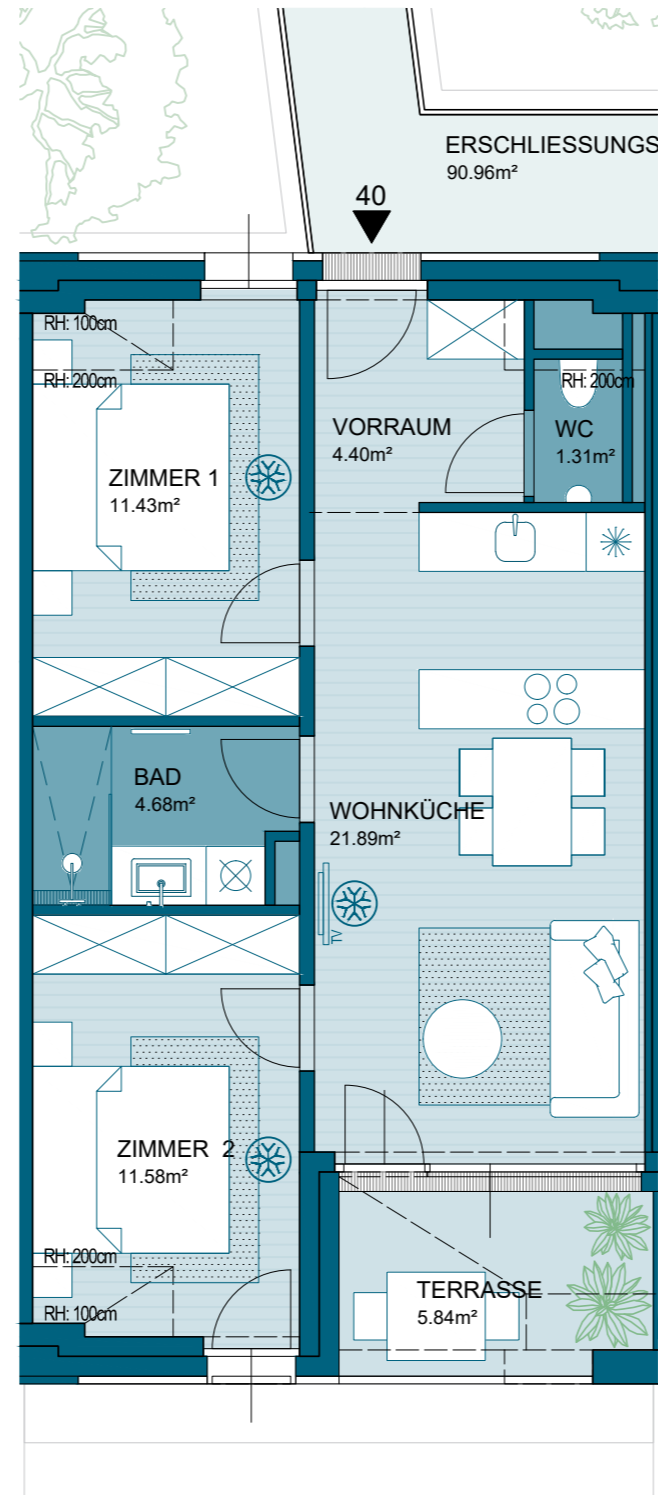 ERSCHLIESSUNGS
90.96m²
40
RH: 100cm
RH: 200cm
RH: 200cm
VORRAUM
4.40m²
WC
1.31m²
ZIMMER 1
11.43m²
BAD
4.68m²
WOHNKÜCHE
21.89m²
TV
ZIMMER 2
11.58m²
RH: 200cm
RH: 100cm
TERRASSE
5.84m²